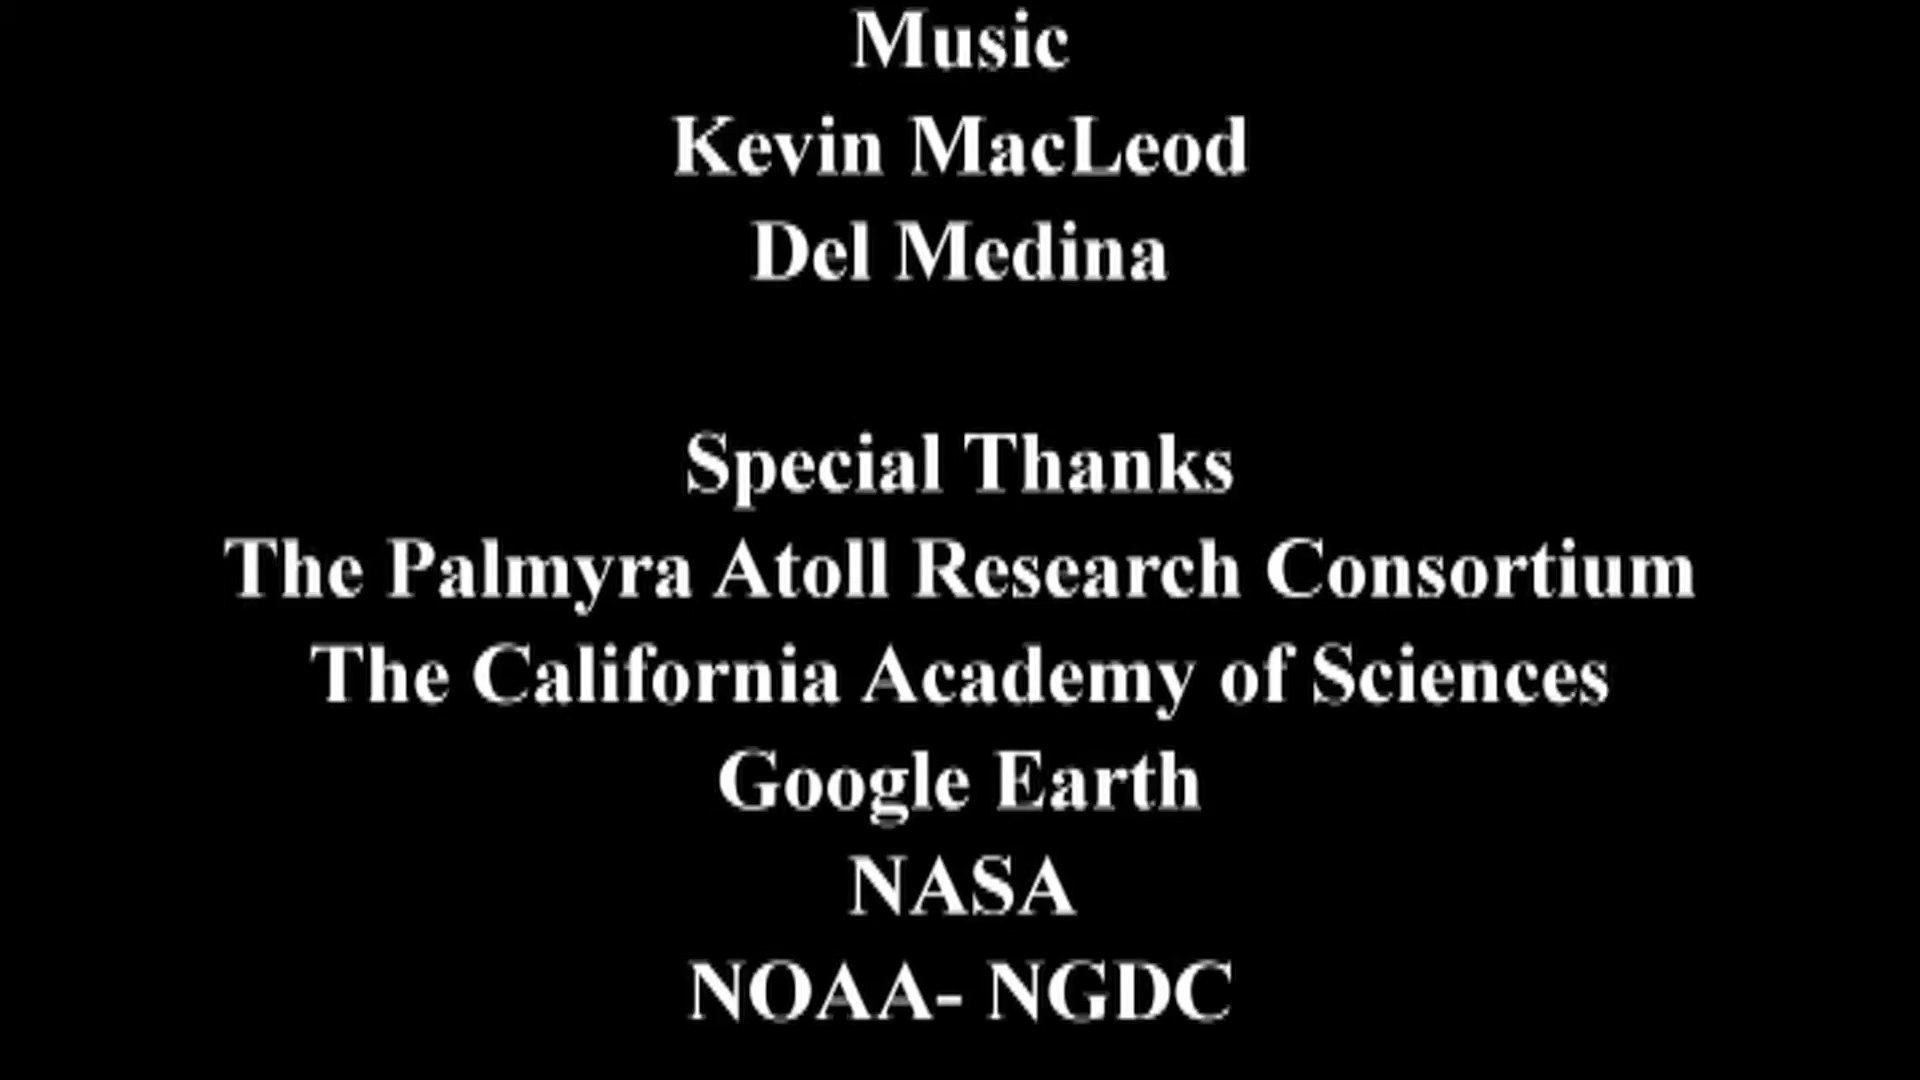 Music
Kevin MacLeod
Del Medina
Special Thanks
The Palmyra Atoll Research Consortium
The California Academy of Sciences
Google Earth
NASA
NOAA- NGDC